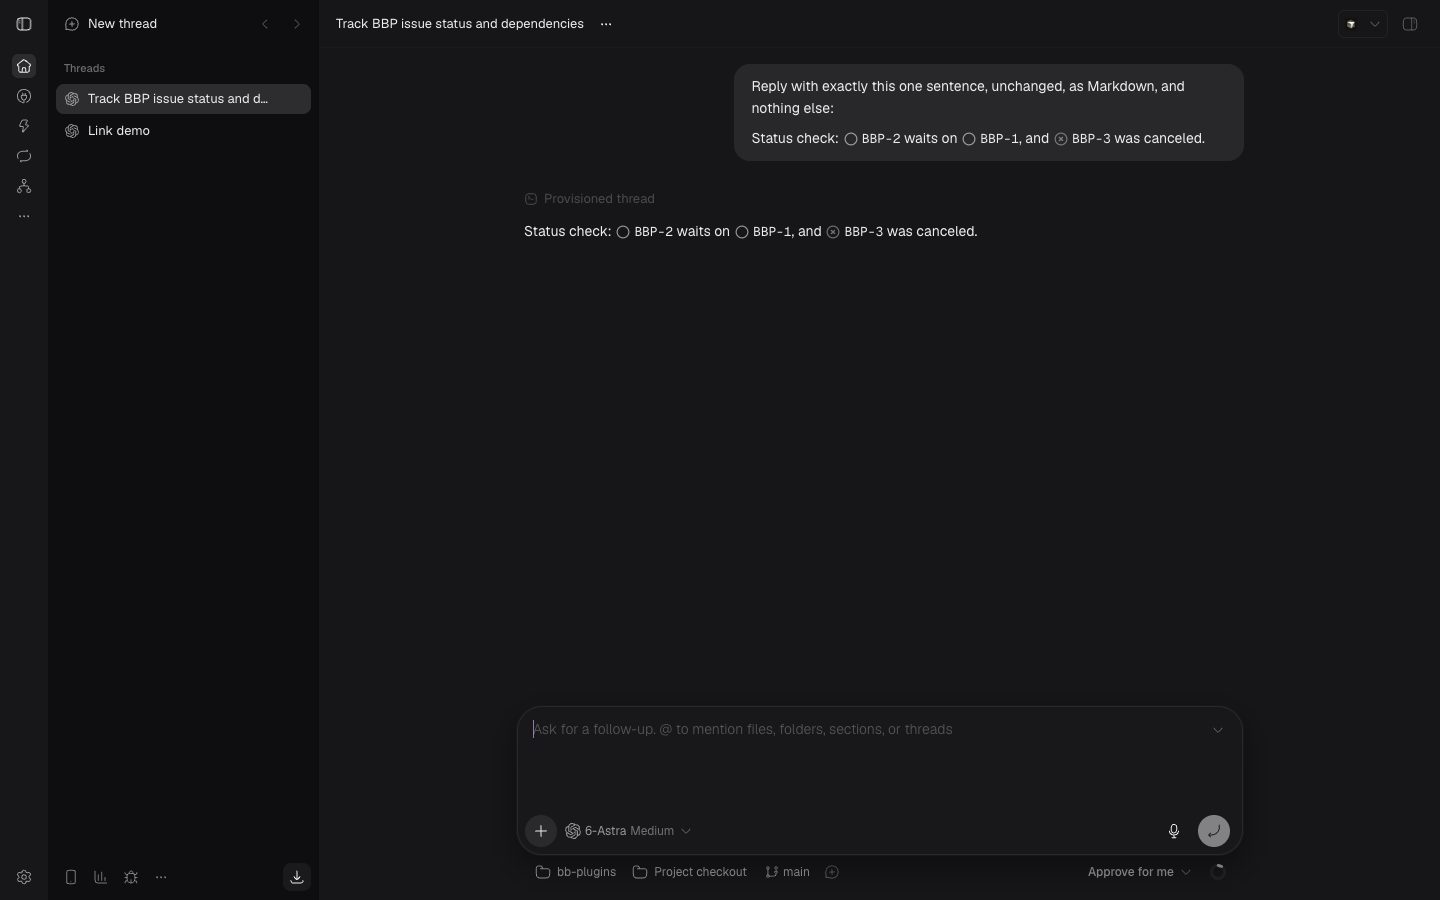 New thread
Threads
Track BBP issue status and d...
Link demo
Track BBP issue status and dependencies
Reply with exactly this one sentence, unchanged, as Markdown, and
nothing else:
Status check: BBP-2 waits on BBP-1, and BBP-3 was canceled.
Provisioned thread
Status check: BBP-2 waits on BBP-1, and BBP-3 was canceled.
Ask for a follow-up. @ to mention files, folders, sections, or threads
6-Astra Medium
bb-plugins Project checkout main Approve for me